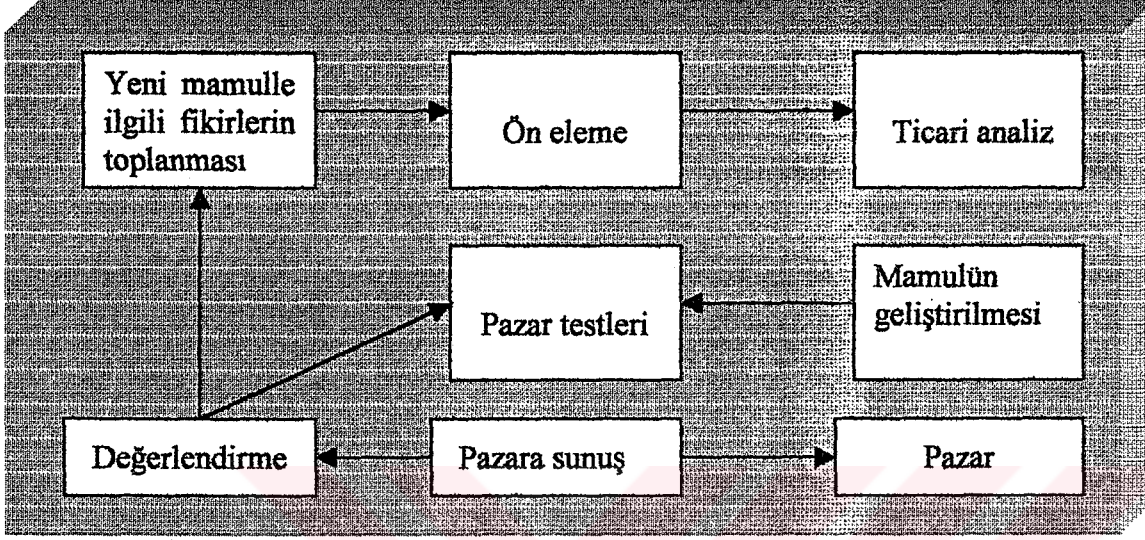 Yeni mamulle
ilgili fikirlerin
toplanması
Ön eleme
Ticari analiz
Pazar testleri
Mamulün
geliştirilmesi
Değerlendirme
Pazara sunuş
Pazar